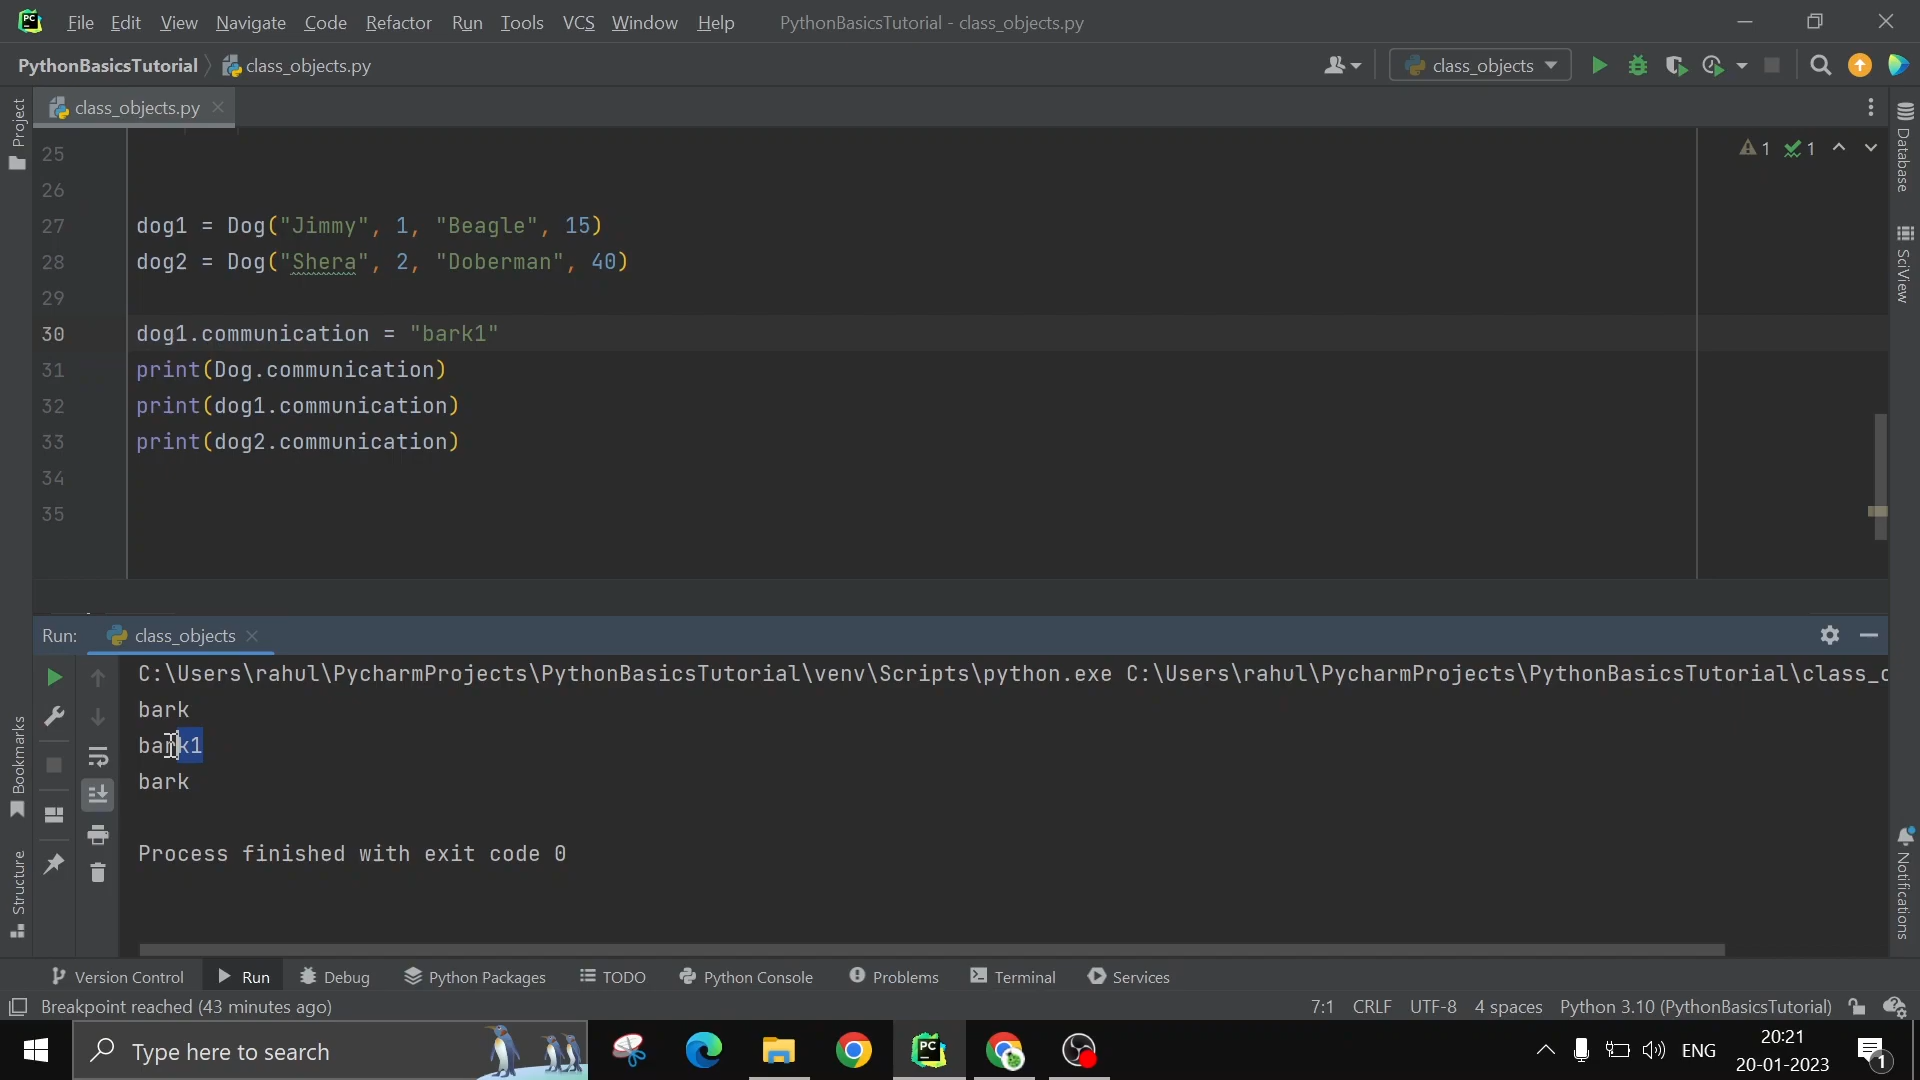 PC File Edit View Navigate Code Refactor Run Tools VCS Window Help PythonBasicsTutorial - class_objects.py
PythonBasicsTutorial class_objects.py class_objects
class_objects.py
Project
Database
SciView
Bookmarks
Structure
Notifications
1 1
25
26
27 dog1 = Dog("Jimmy", 1, "Beagle", 15)
28 dog2 = Dog("Shera", 2, "Doberman", 40)
29
30 dog1.communication = "bark1"
31 print(Dog.communication)
32 print(dog1.communication)
33 print(dog2.communication)
34
35
Run: class_objects
C:\Users\rahul\PycharmProjects\PythonBasicsTutorial\venv\Scripts\python.exe C:\Users\rahul\PycharmProjects\PythonBasicsTutorial\class_
bark
bark1
bark
Process finished with exit code 0
Version Control Run Debug Python Packages TODO Python Console Problems Terminal Services
Breakpoint reached (43 minutes ago) 7:1 CRLF UTF-8 4 spaces Python 3.10 (PythonBasicsTutorial)
Type here to search PC ENG 20:21
20-01-2023 1